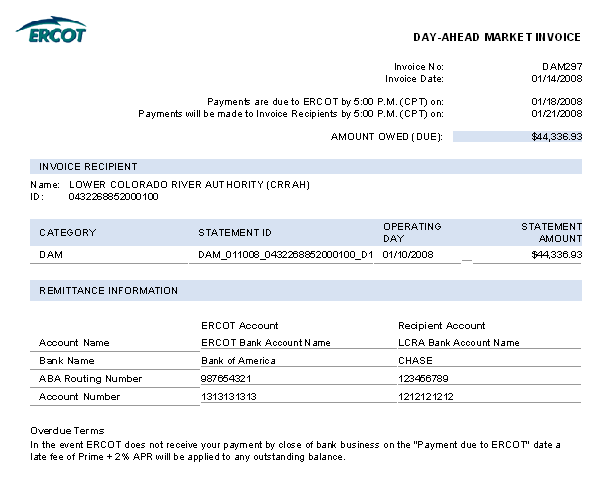 ERCOT
DAY-AHEAD MARKET INVOICE
Invoice No: DAM297
Invoice Date: 01/14/2008
Payments are due to ERCOT by 5:00 P.M. (CPT) on: 01/18/2008
Payments will be made to Invoice Recipients by 5:00 P.M. (CPT) on: 01/21/2008
AMOUNT OWED (DUE): $44,336.93
INVOICE RECIPIENT
Name: LOWER COLORADO RIVER AUTHORITY (CRRAH)
ID: 0432268852000100
CATEGORY STATEMENT ID OPERATING DAY STATEMENT AMOUNT
DAM DAM_011008_0432268852000100_D1 01/10/2008 $44,336.93
REMITTANCE INFORMATION
ERCOT Account Recipient Account
Account Name ERCOT Bank Account Name LCRA Bank Account Name
Bank Name Bank of America CHASE
ABA Routing Number 987654321 123456789
Account Number 1313131313 1212121212
Overdue Terms
In the event ERCOT does not receive your payment by close of bank business on the "Payment due to ERCOT" date a
late fee of Prime + 2% APR will be applied to any outstanding balance.